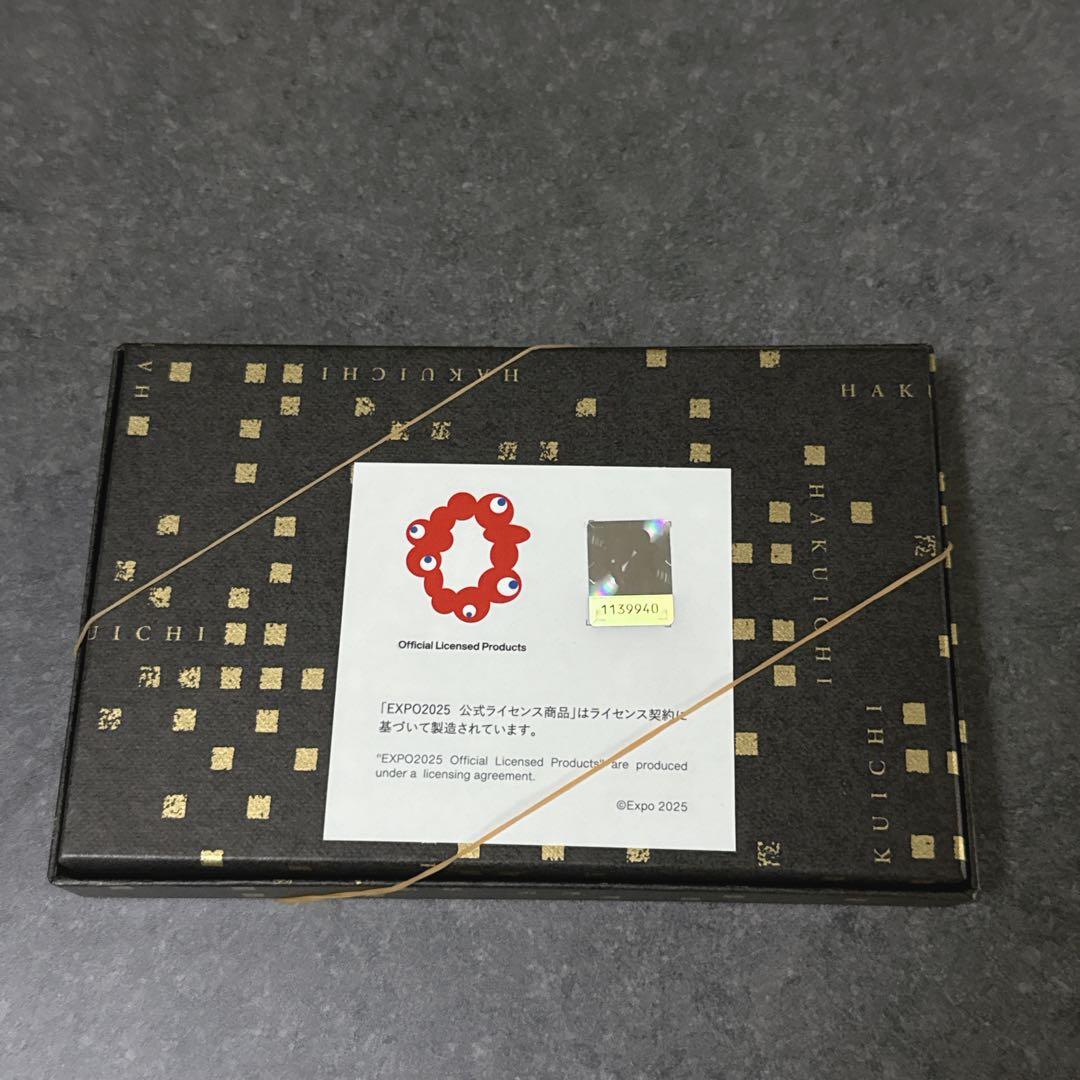 HAKUICHI
HAKU
HAKUICHI
UICHI
KUICHI
1139940
Official Licensed Products
「EXPO2025 公式ライセンス商品」はライセンス契約に
基づいて製造されています。
"EXPO2025 Official Licensed Products" are produced
under a licensing agreement.
©Expo 2025